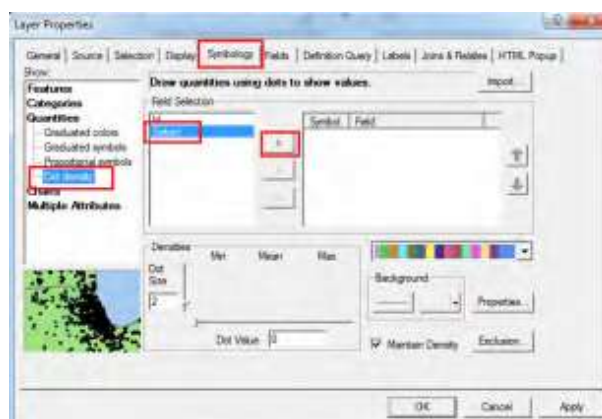 Layer Properties
General | Source | Selection | Display | Symbology | Fields | Definition Query | Labels | Joins & Relates | HTML Popup
Show:
Features
Categories
Quantities
Graduated colors
Graduated symbols
Proportional symbols
Dot density
Charts
Multiple Attributes
Draw quantities using dots to show values.
Import...
Field Selection
Id
Symbol Field
>
Densities
Min Mean Max
Dot Size
2
Dot Value 0
Background
Properties...
Maintain Density
Exclusion...
OK Cancel Apply